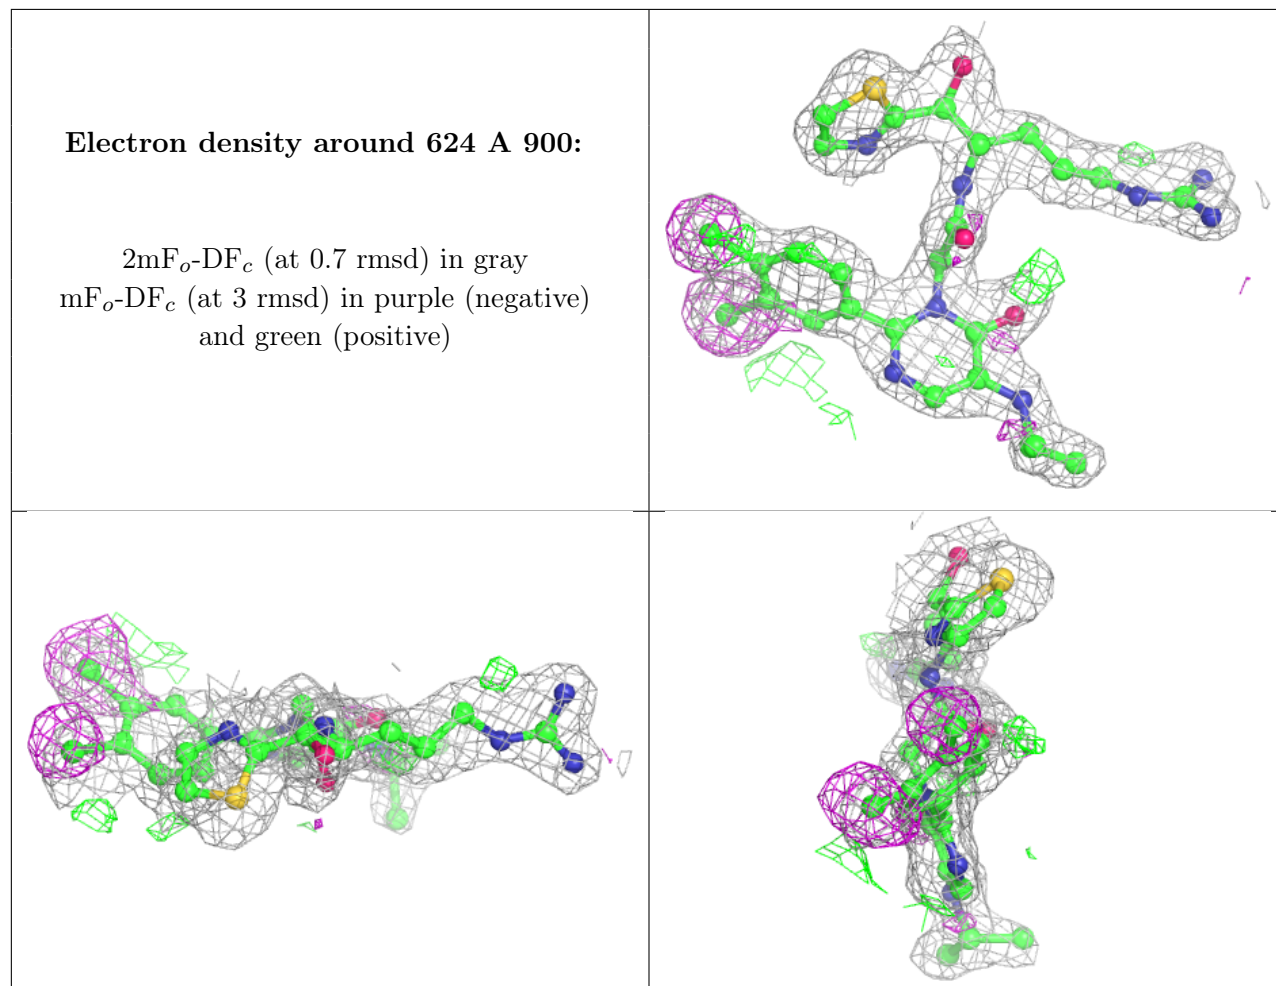 Electron density around 624 A 900:
2mFo-DFc (at 0.7 rmsd) in gray
mFo-DFc (at 3 rmsd) in purple (negative)
and green (positive)